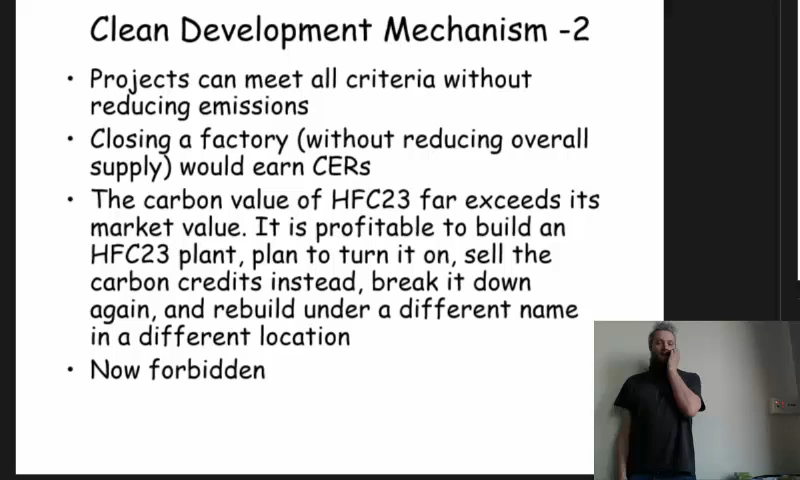 Clean Development Mechanism -2
• Projects can meet all criteria without
reducing emissions
• Closing a factory (without reducing overall
supply) would earn CERs
• The carbon value of HFC23 far exceeds its
market value. It is profitable to build an
HFC23 plant, plan to turn it on, sell the
carbon credits instead, break it down
again, and rebuild under a different name
in a different location
• Now forbidden